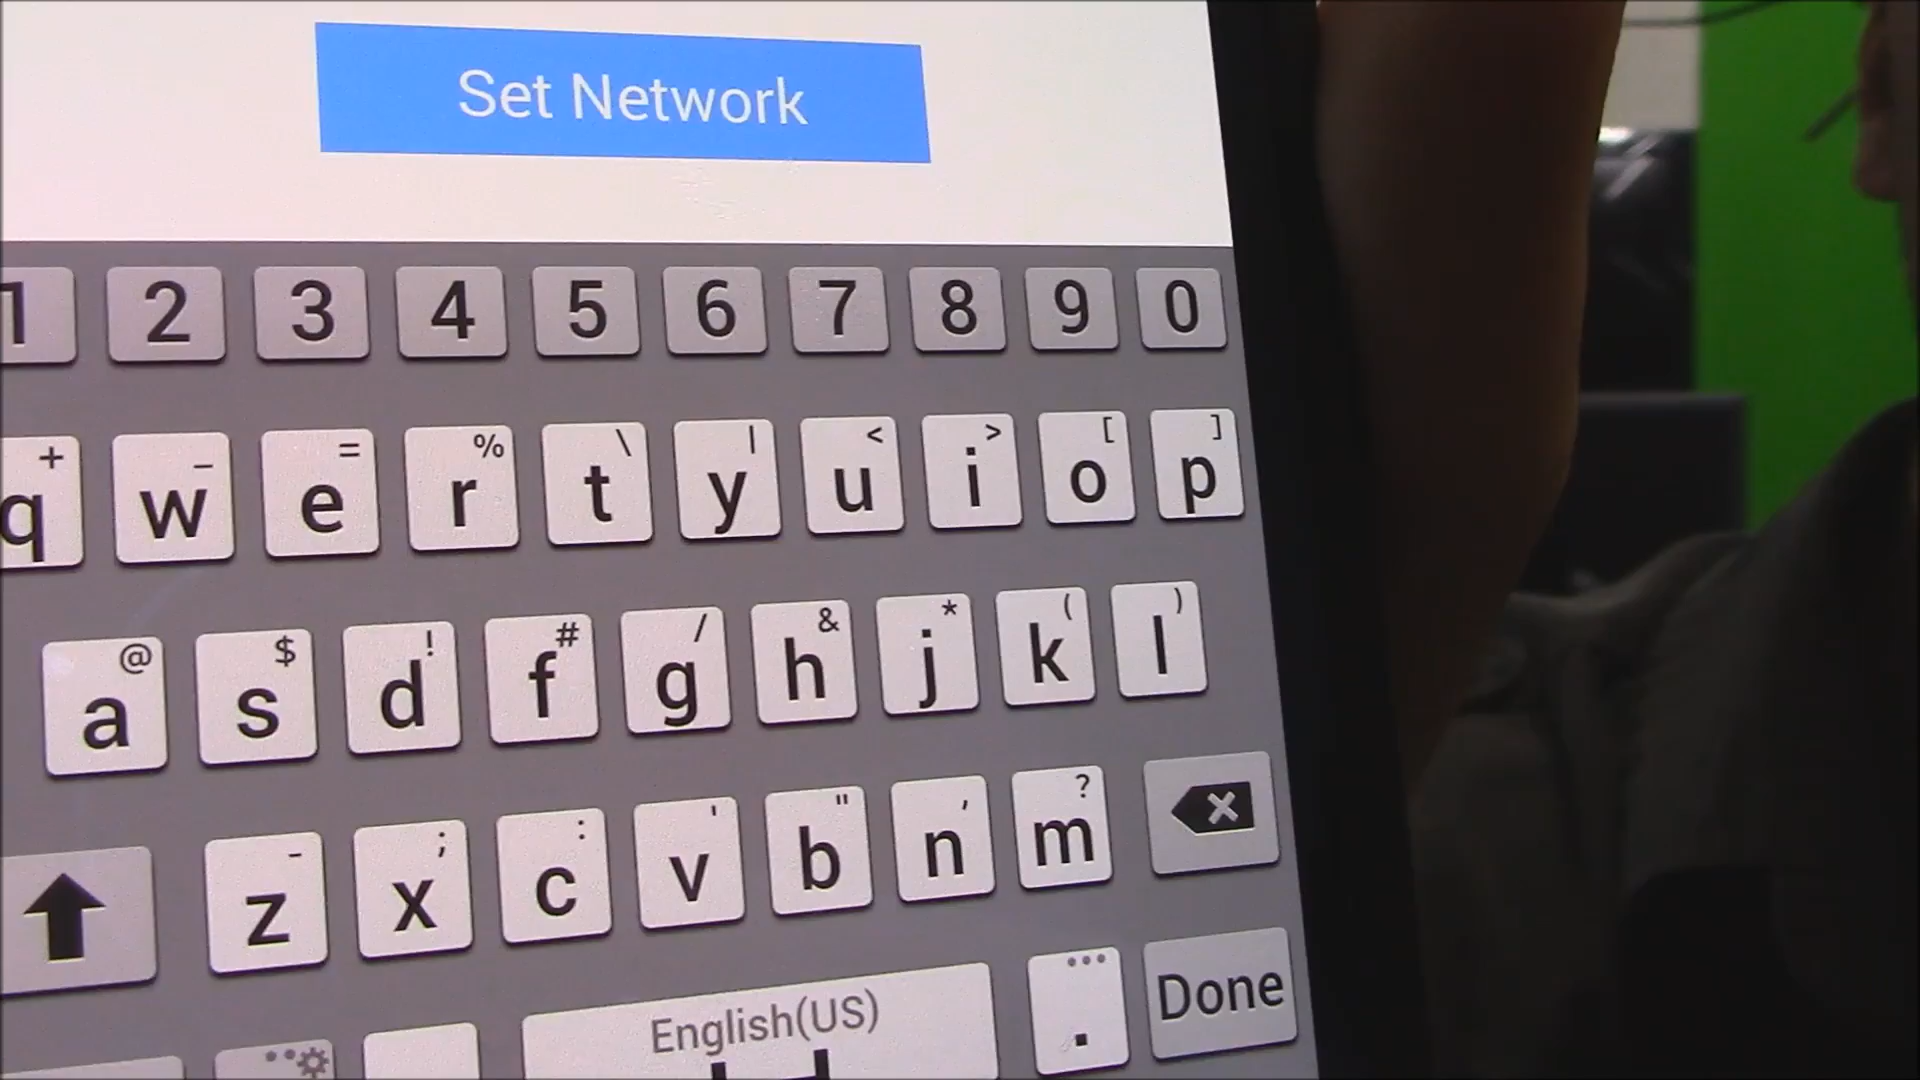 Set Network
1 2 3 4 5 6 7 8 9 0
+ _ = % \ | < > [ ]
q w e r t y u i o p
@ $ ! # / & * ( )
a s d f g h j k l
- ; : ' " , ?
z x c v b n m
English(US)
. Done